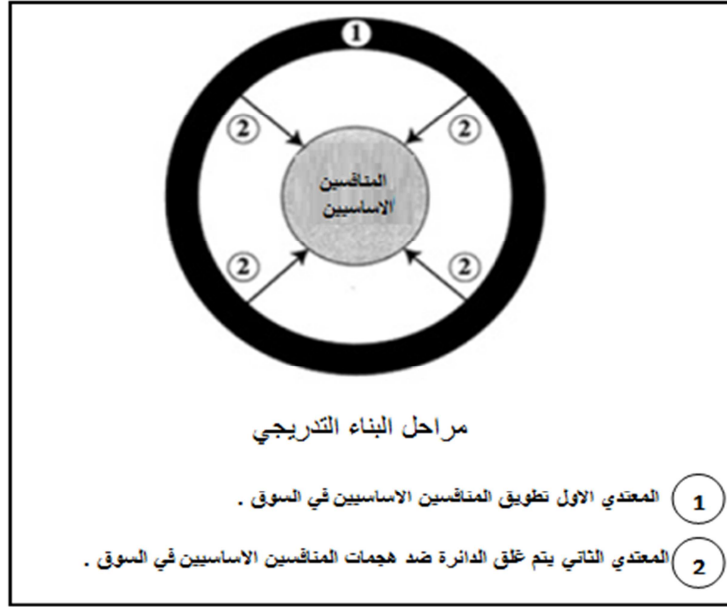 1
2
2
المنافسين
الاساسيين
2
2
مراحل البناء التدريجي
1 المعتدي الاول تطويق المنافسين الاساسيين في السوق .
2 المعتدي الثاني يتم غلق الدائرة ضد هجمات المنافسين الاساسيين في السوق .